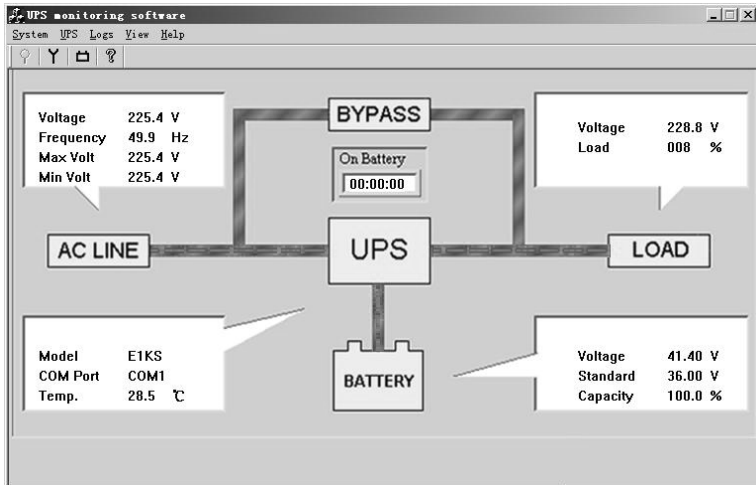 UPS monitoring software
System UPS Logs View Help
Voltage 225.4 V
Frequency 49.9 Hz
Max Volt 225.4 V
Min Volt 225.4 V
BYPASS
On Battery
00:00:00
Voltage 228.8 V
Load 008 %
AC LINE
UPS
LOAD
Model E1KS
COM Port COM1
Temp. 28.5 ℃
BATTERY
Voltage 41.40 V
Standard 36.00 V
Capacity 100.0 %